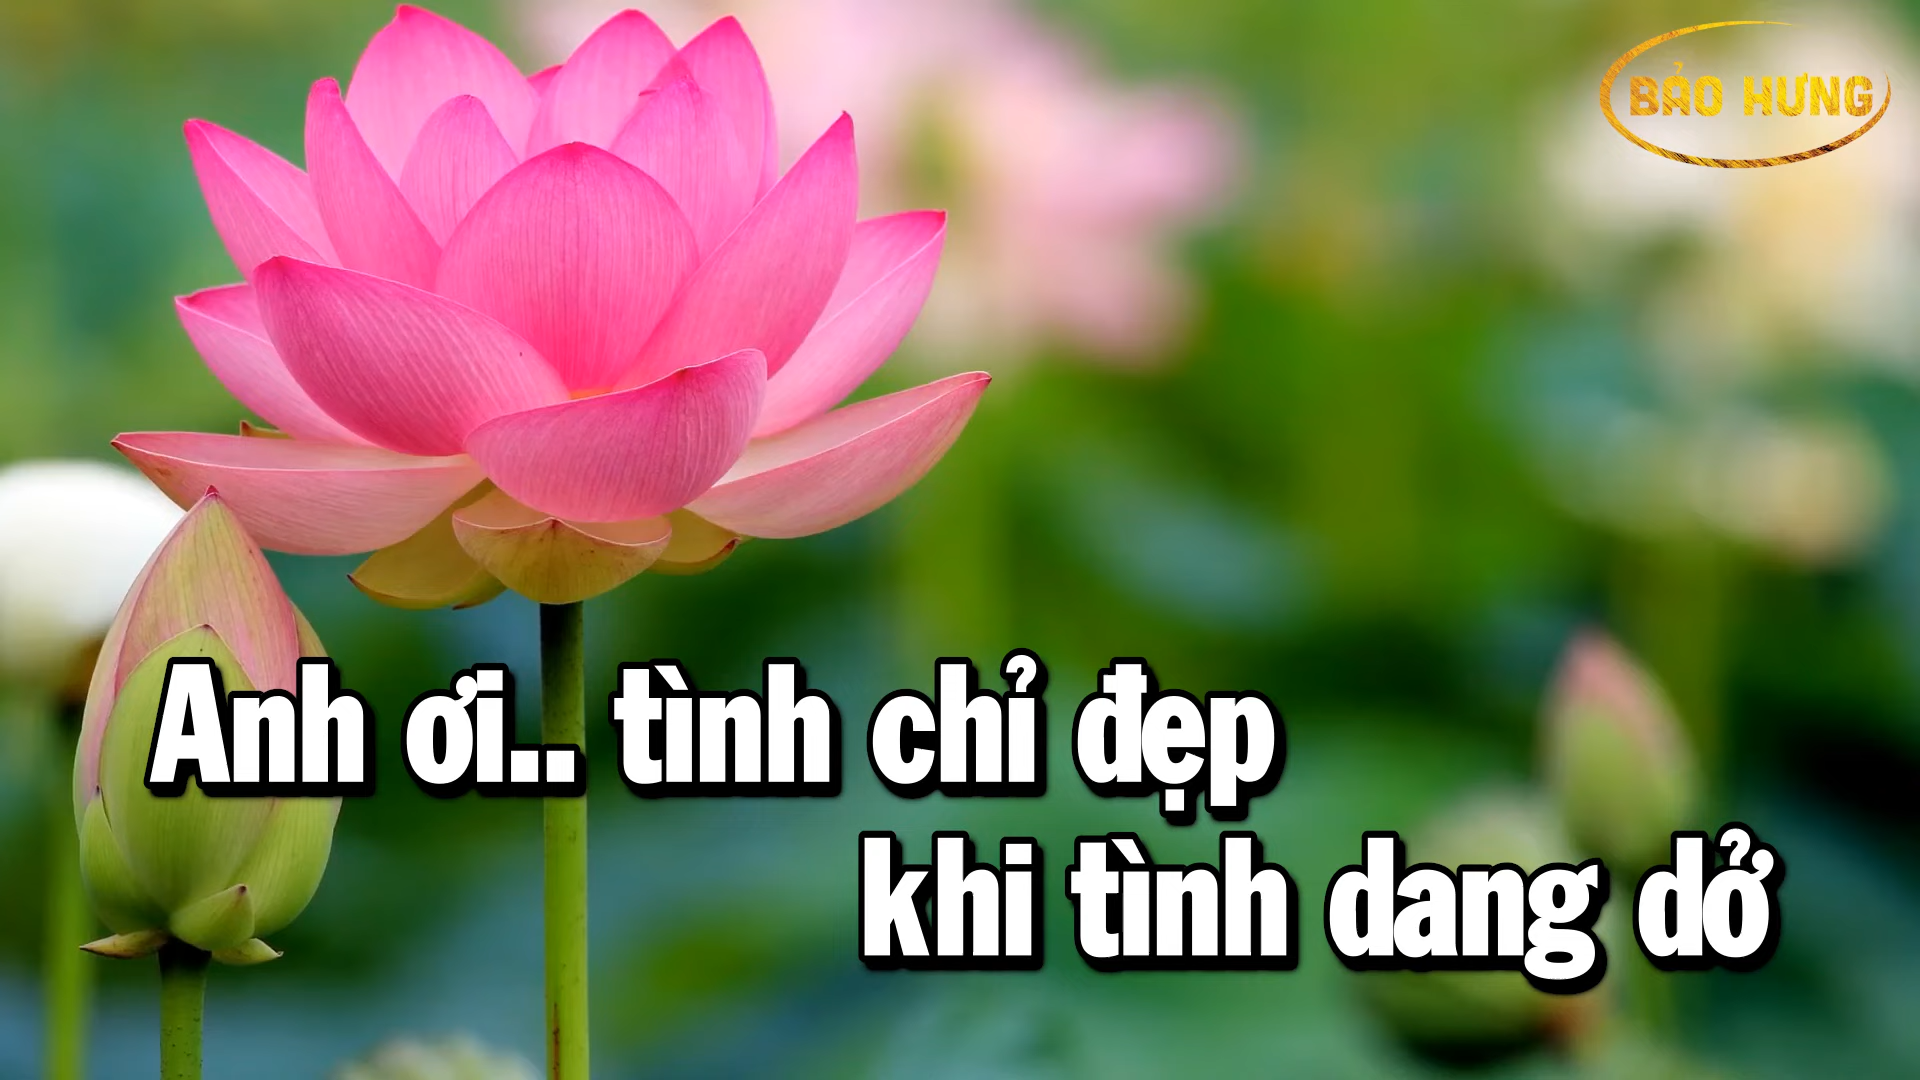 BẢO HƯNG
Anh ơi.. tình chỉ đẹp
khi tình dang dở